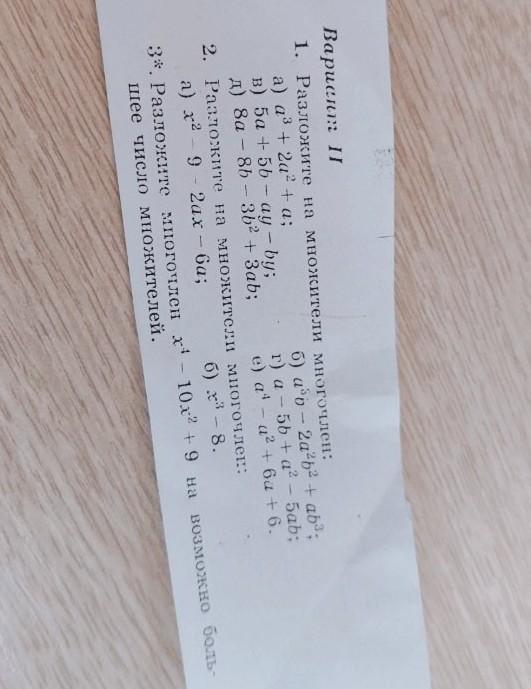 Вариант II
1. Разложите на множители многочлен:
а) a³ + 2a² + a; б) a³b − 2a²b² + ab³;
в) 5a + 5b − ay − by; г) a − 5b + a² − 5ab;
д) 8a − 8b − 3b² + 3ab; е) a⁴ − a² + 6a + 6.
2. Разложите на множители многочлен:
а) x² − 9 − 2ax − 6a; б) x³ − 8.
3*. Разложите многочлен x⁴ − 10x² + 9 на возможно боль-
шее число множителей.